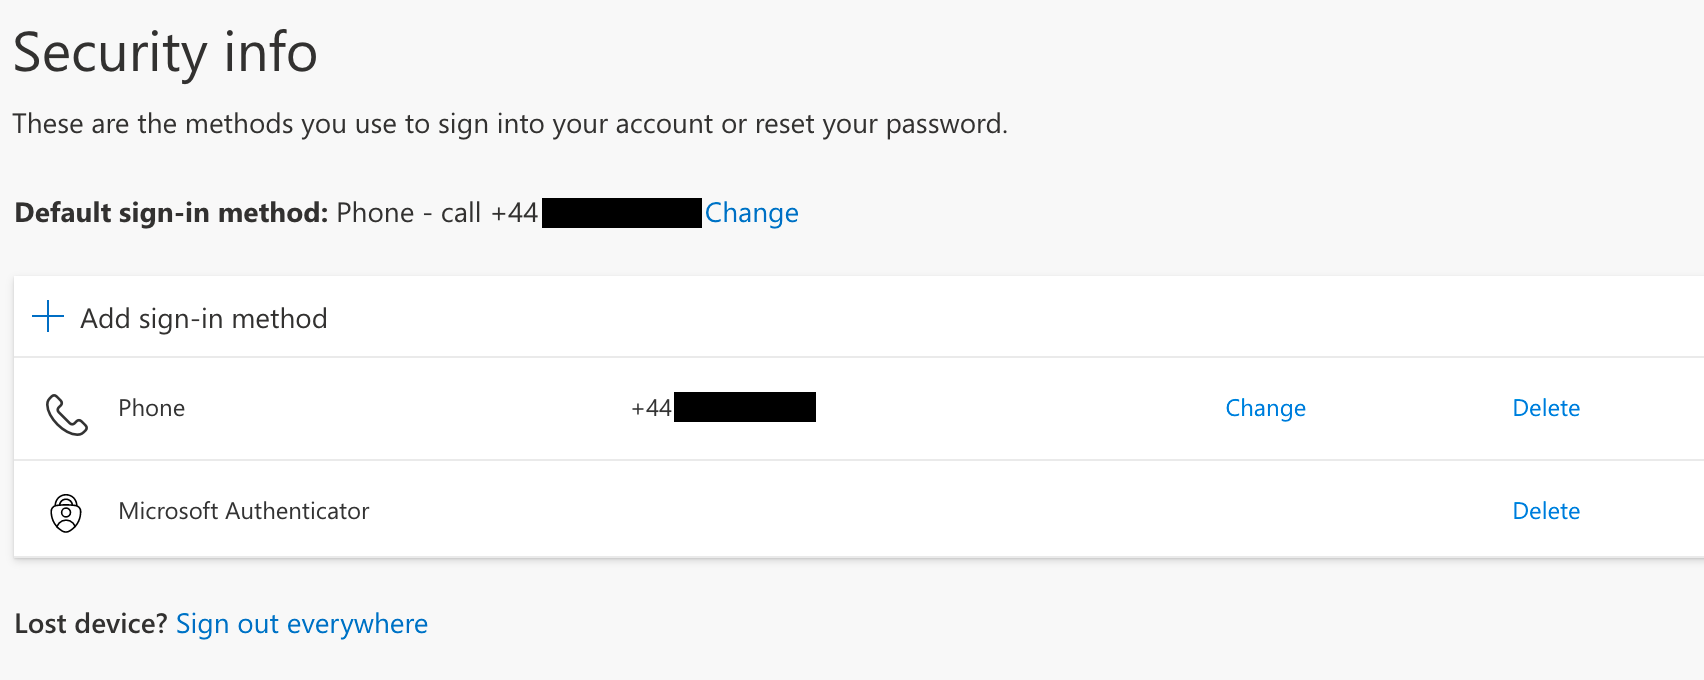 Security info
These are the methods you use to sign into your account or reset your password.
Default sign-in method: Phone - call +44 Change
Add sign-in method
Phone +44 Change Delete
Microsoft Authenticator Delete
Lost device? Sign out everywhere